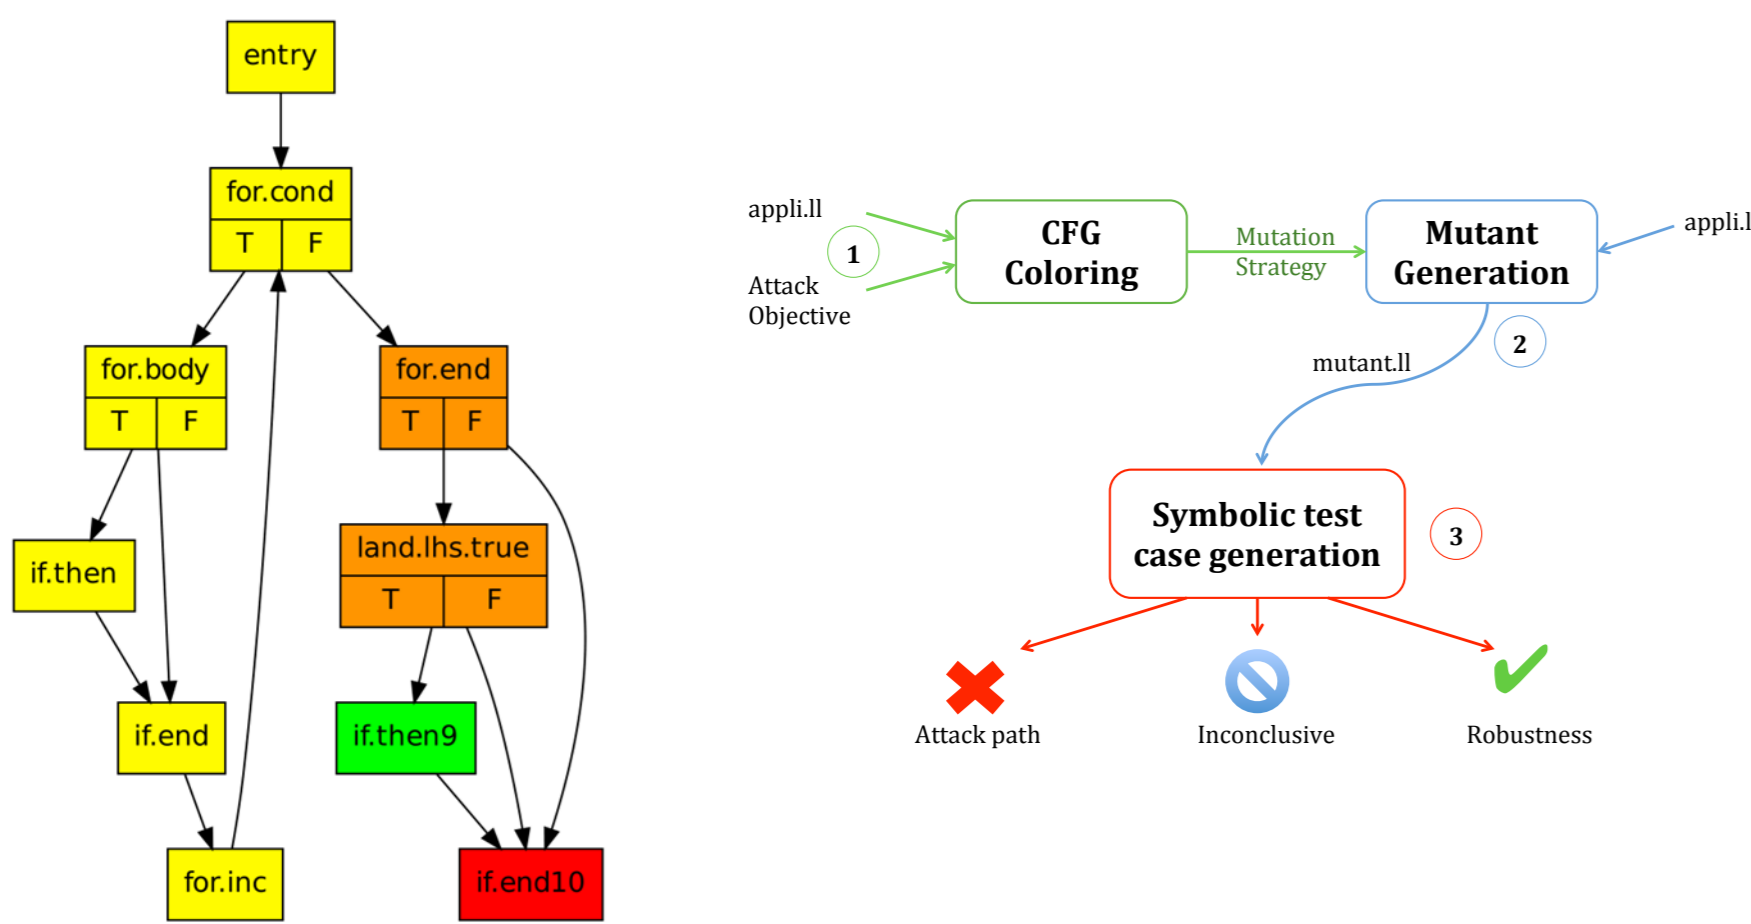 entry
for.cond
T F
for.body
T F
for.end
T F
if.then
land.lhs.true
T F
if.end
if.then9
for.inc
if.end10
appli.ll
1
Attack
Objective
CFG
Coloring
Mutation
Strategy
Mutant
Generation
appli.l
2
mutant.ll
Symbolic test
case generation
3
Attack path
Inconclusive
Robustness